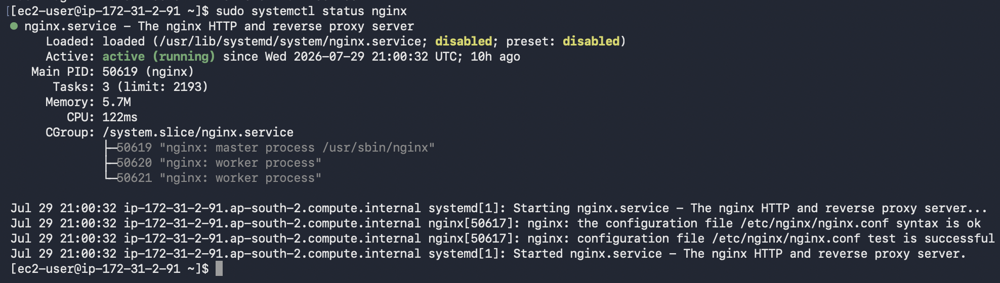 [[ec2-user@ip-172-31-2-91 ~]$ sudo systemctl status nginx
● nginx.service – The nginx HTTP and reverse proxy server
     Loaded: loaded (/usr/lib/systemd/system/nginx.service; disabled; preset: disabled)
     Active: active (running) since Wed 2026-07-29 21:00:32 UTC; 10h ago
   Main PID: 50619 (nginx)
      Tasks: 3 (limit: 2193)
     Memory: 5.7M
        CPU: 122ms
     CGroup: /system.slice/nginx.service
             ├─50619 "nginx: master process /usr/sbin/nginx"
             ├─50620 "nginx: worker process"
             └─50621 "nginx: worker process"

Jul 29 21:00:32 ip-172-31-2-91.ap-south-2.compute.internal systemd[1]: Starting nginx.service – The nginx HTTP and reverse proxy server...
Jul 29 21:00:32 ip-172-31-2-91.ap-south-2.compute.internal nginx[50617]: nginx: the configuration file /etc/nginx/nginx.conf syntax is ok
Jul 29 21:00:32 ip-172-31-2-91.ap-south-2.compute.internal nginx[50617]: nginx: configuration file /etc/nginx/nginx.conf test is successful
Jul 29 21:00:32 ip-172-31-2-91.ap-south-2.compute.internal systemd[1]: Started nginx.service – The nginx HTTP and reverse proxy server.
[ec2-user@ip-172-31-2-91 ~]$